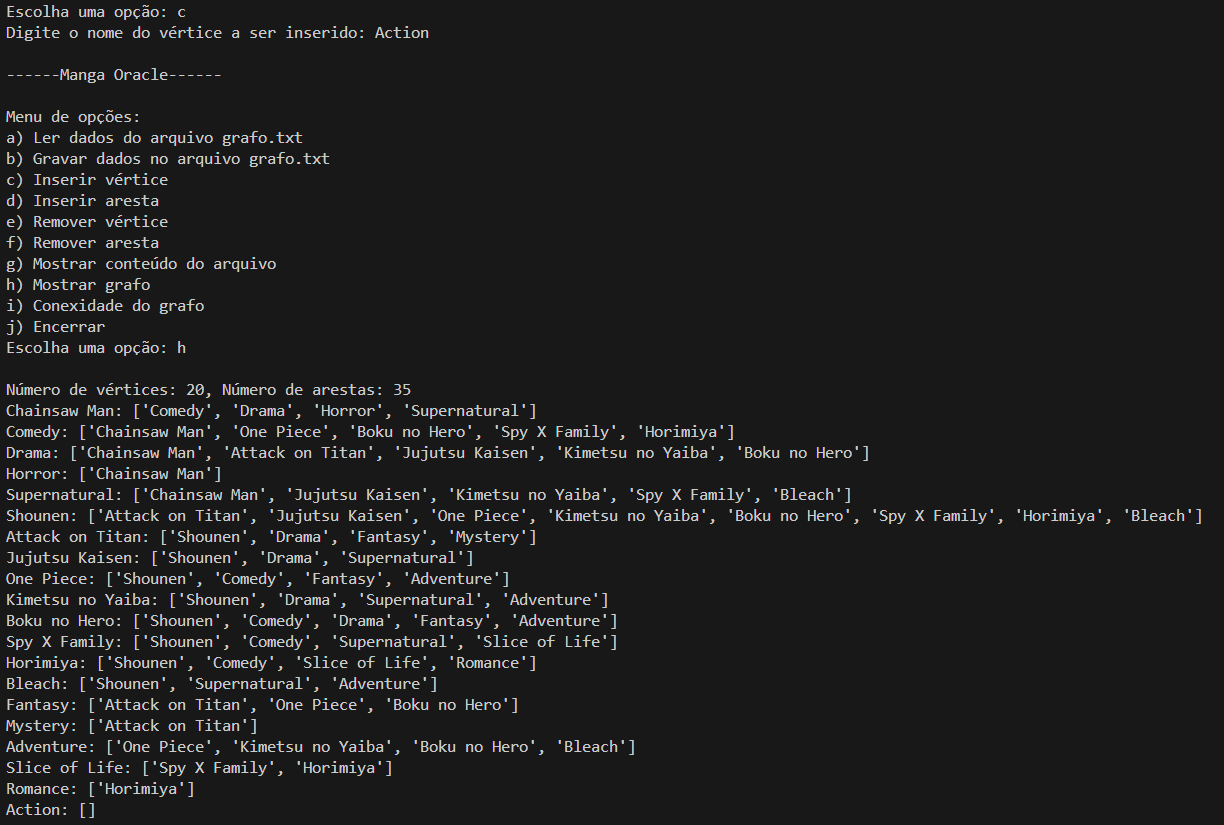 Escolha uma opção: c
Digite o nome do vértice a ser inserido: Action
------Manga Oracle------
Menu de opções:
a) Ler dados do arquivo grafo.txt
b) Gravar dados no arquivo grafo.txt
c) Inserir vértice
d) Inserir aresta
e) Remover vértice
f) Remover aresta
g) Mostrar conteúdo do arquivo
h) Mostrar grafo
i) Conexidade do grafo
j) Encerrar
Escolha uma opção: h
Número de vértices: 20, Número de arestas: 35
Chainsaw Man: ['Comedy', 'Drama', 'Horror', 'Supernatural']
Comedy: ['Chainsaw Man', 'One Piece', 'Boku no Hero', 'Spy X Family', 'Horimiya']
Drama: ['Chainsaw Man', 'Attack on Titan', 'Jujutsu Kaisen', 'Kimetsu no Yaiba', 'Boku no Hero']
Horror: ['Chainsaw Man']
Supernatural: ['Chainsaw Man', 'Jujutsu Kaisen', 'Kimetsu no Yaiba', 'Spy X Family', 'Bleach']
Shounen: ['Attack on Titan', 'Jujutsu Kaisen', 'One Piece', 'Kimetsu no Yaiba', 'Boku no Hero', 'Spy X Family', 'Horimiya', 'Bleach']
Attack on Titan: ['Shounen', 'Drama', 'Fantasy', 'Mystery']
Jujutsu Kaisen: ['Shounen', 'Drama', 'Supernatural']
One Piece: ['Shounen', 'Comedy', 'Fantasy', 'Adventure']
Kimetsu no Yaiba: ['Shounen', 'Drama', 'Supernatural', 'Adventure']
Boku no Hero: ['Shounen', 'Comedy', 'Drama', 'Fantasy', 'Adventure']
Spy X Family: ['Shounen', 'Comedy', 'Supernatural', 'Slice of Life']
Horimiya: ['Shounen', 'Comedy', 'Slice of Life', 'Romance']
Bleach: ['Shounen', 'Supernatural', 'Adventure']
Fantasy: ['Attack on Titan', 'One Piece', 'Boku no Hero']
Mystery: ['Attack on Titan']
Adventure: ['One Piece', 'Kimetsu no Yaiba', 'Boku no Hero', 'Bleach']
Slice of Life: ['Spy X Family', 'Horimiya']
Romance: ['Horimiya']
Action: []